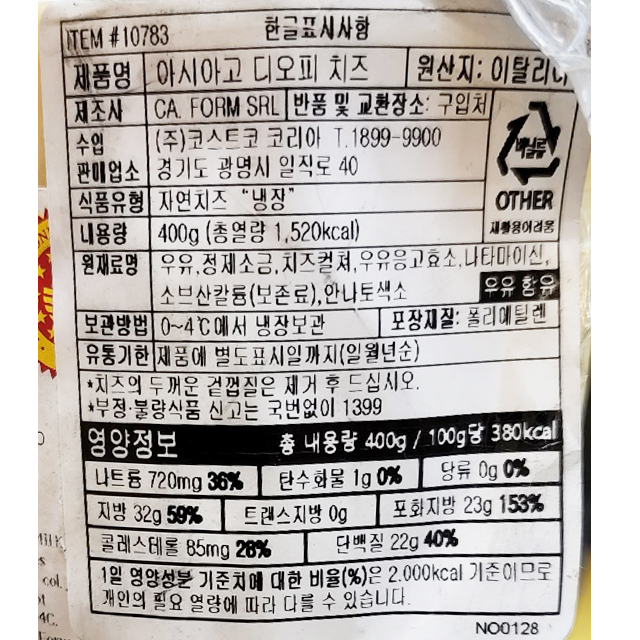 ITEM #10783 한글표시사항
제품명 아시아고 디오피 치즈 원산지: 이탈리아
제조사 CA. FORM SRL 반품 및 교환장소: 구입처
수입 (주)코스트코 코리아 T.1899-9900
판매업소 경기도 광명시 일직로 40
비닐류
OTHER
재활용어려움
식품유형 자연치즈 "냉장"
내용량 400g (총열량 1,520kcal)
원재료명 우유,정제소금,치즈컬쳐,우유응고효소,나타마이신,
소브산칼륨(보존료),안나토색소 우유 함유
보관방법 0~4℃에서 냉장보관 포장재질: 폴리에틸렌
유통기한 제품에 별도표시일까지(일월년순)
*치즈의 두꺼운 겉껍질은 제거 후 드십시오.
*부정·불량식품 신고는 국번없이 1399
영양정보 총 내용량 400g / 100g당 380kcal
나트륨 720mg 36% 탄수화물 1g 0% 당류 0g 0%
지방 32g 59% 트랜스지방 0g 포화지방 23g 153%
콜레스테롤 85mg 28% 단백질 22g 40%
1일 영양성분 기준치에 대한 비율(%)은 2,000kcal 기준이므로
개인의 필요 열량에 따라 다를 수 있습니다.
NO0128
col.
4C.